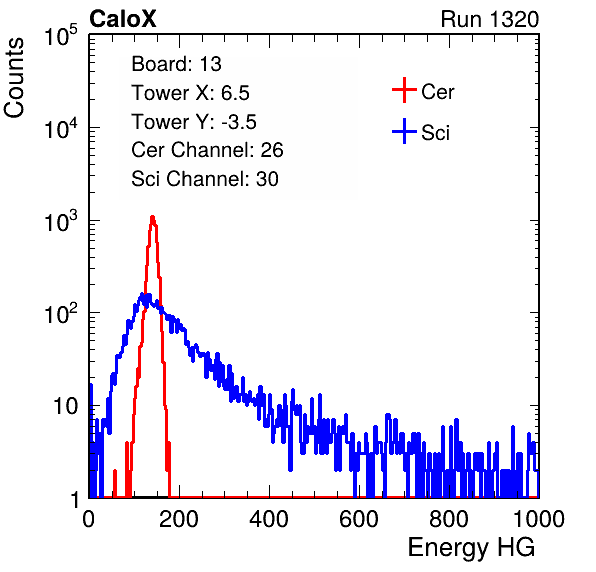 CaloX Run 1320
Counts
10^5
10^4
10^3
10^2
10
1
Board: 13
Tower X: 6.5
Tower Y: -3.5
Cer Channel: 26
Sci Channel: 30
Cer
Sci
0 200 400 600 800 1000
Energy HG